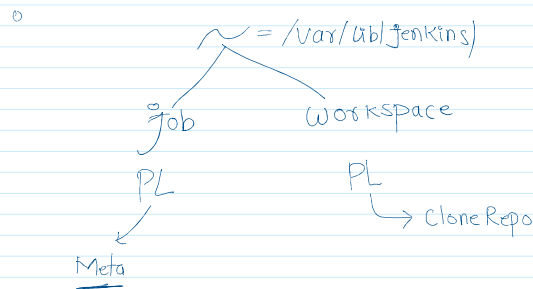 ~ = /var/lib/jenkins/
job
workspace
PL
PL
Clone Repo
Meta